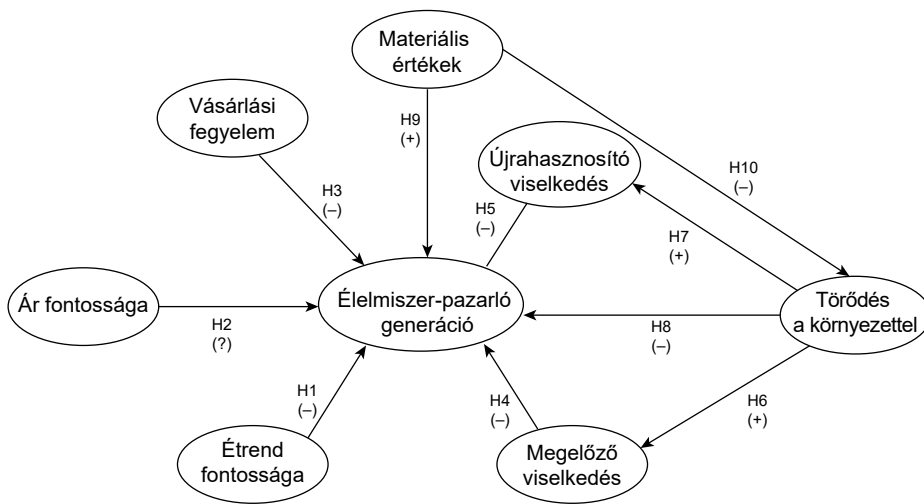 Materiális
értékek
Vásárlási
fegyelem
H9
(+)
Újrahasznosító
viselkedés
H10
(–)
H3
(–)
H5
(–)
H7
(+)
Ár fontossága
Élelmiszer-pazarló
generáció
Törődés
a környezettel
H2
(?)
H8
(–)
H1
(–)
H4
(–)
H6
(+)
Étrend
fontossága
Megelőző
viselkedés